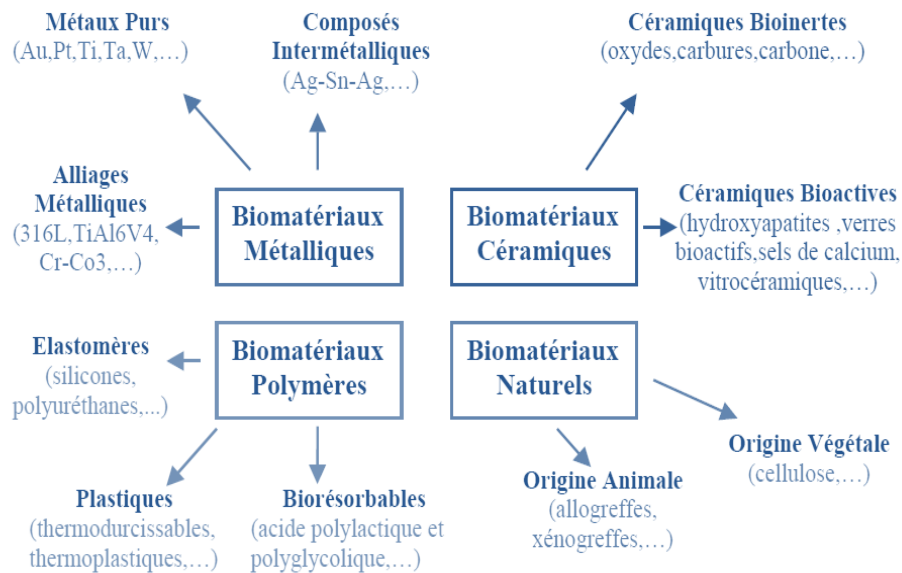 Métaux Purs
(Au,Pt,Ti,Ta,W,…)
Composés
Intermétalliques
(Ag-Sn-Ag,…)
Céramiques Bioinertes
(oxydes,carbures,carbone,…)
Alliages
Métalliques
(316L,TiAl6V4,
Cr-Co3,…)
Biomatériaux
Métalliques
Biomatériaux
Céramiques
Céramiques Bioactives
(hydroxyapatites ,verres
bioactifs,sels de calcium,
vitrocéramiques,…)
Elastomères
(silicones,
polyuréthanes,...)
Biomatériaux
Polymères
Biomatériaux
Naturels
Plastiques
(thermodurcissables,
thermoplastiques,…)
Biorésorbables
(acide polylactique et
polyglycolique,…)
Origine Animale
(allogreffes,
xénogreffes,…)
Origine Végétale
(cellulose,…)